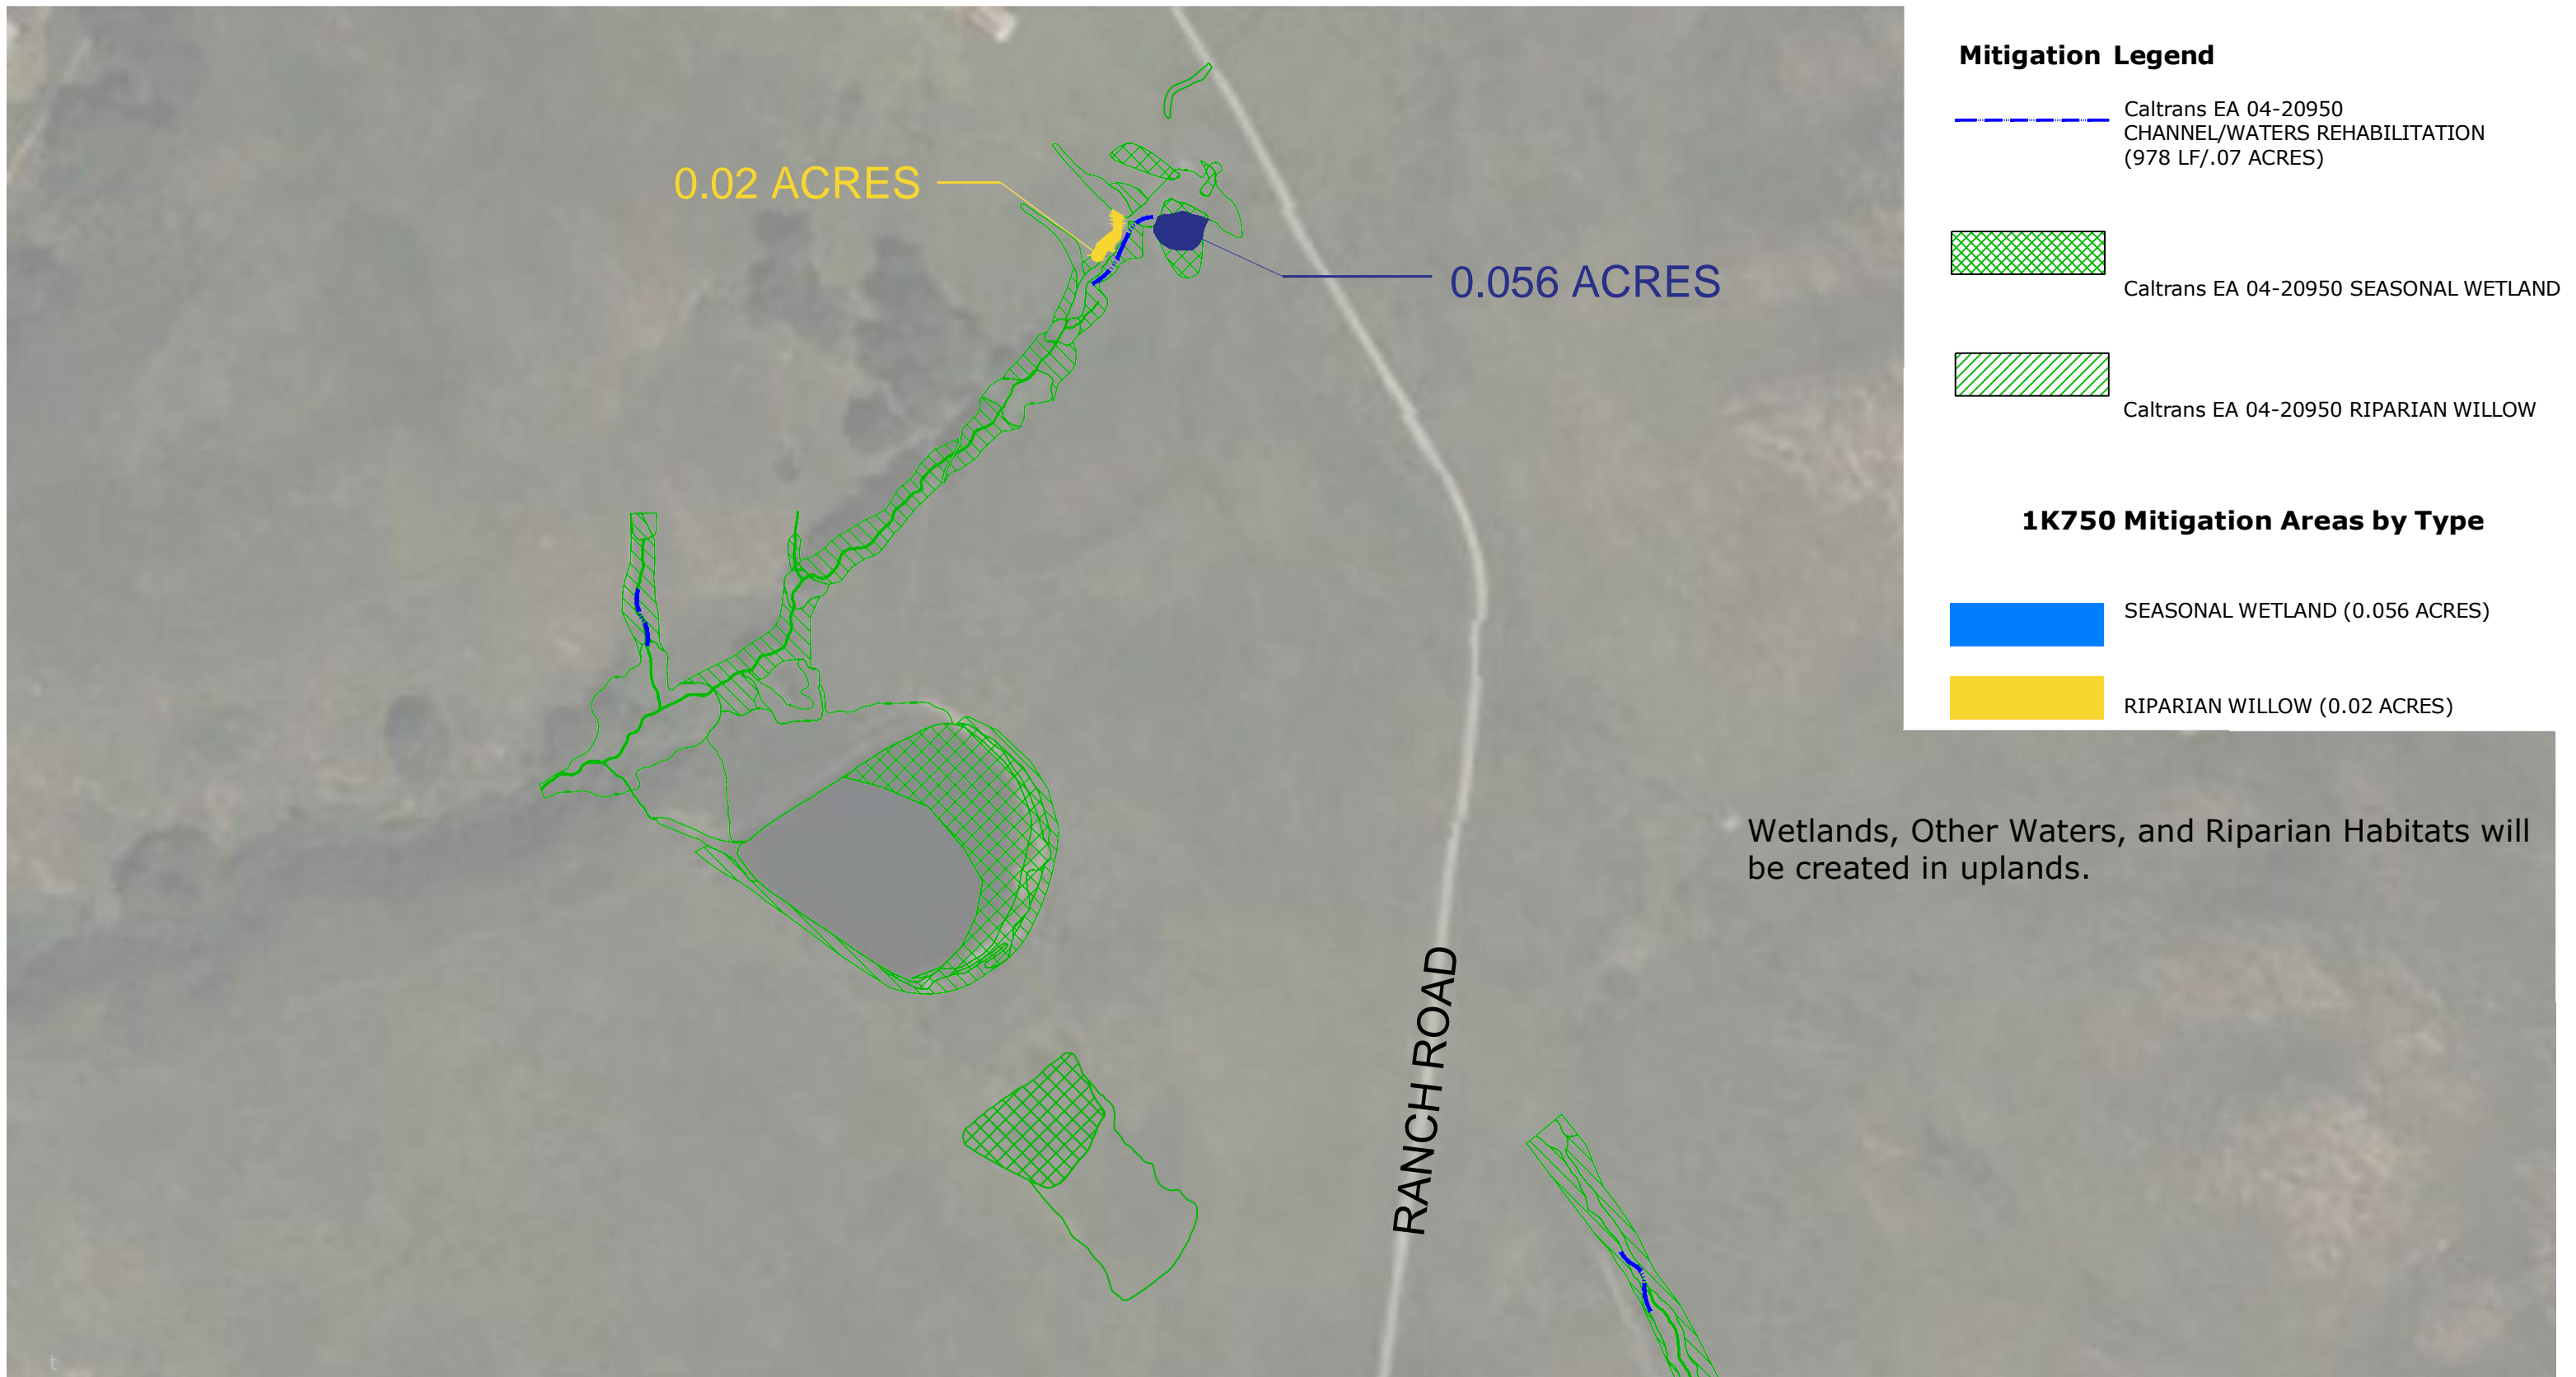 Mitigation Legend
Caltrans EA 04-20950
CHANNEL/WATERS REHABILITATION
(978 LF/.07 ACRES)
Caltrans EA 04-20950 SEASONAL WETLAND
Caltrans EA 04-20950 RIPARIAN WILLOW
1K750 Mitigation Areas by Type
SEASONAL WETLAND (0.056 ACRES)
RIPARIAN WILLOW (0.02 ACRES)
0.02 ACRES
0.056 ACRES
Wetlands, Other Waters, and Riparian Habitats will
be created in uplands.
RANCH ROAD
t